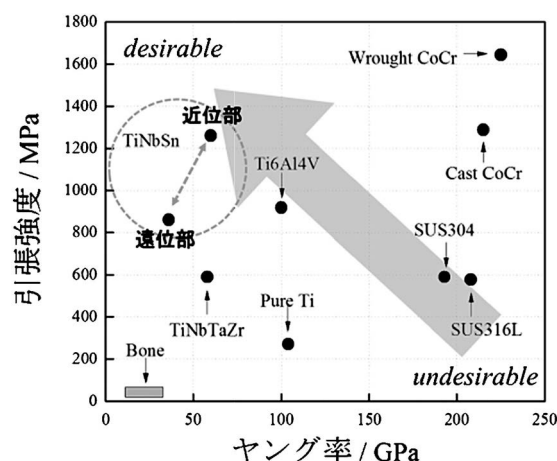 desirable
Wrought CoCr
TiNbSn
近位部
Ti6Al4V
Cast CoCr
遠位部
SUS304
TiNbTaZr
Pure Ti
SUS316L
Bone
undesirable
引張強度 / MPa
1800
1600
1400
1200
1000
800
600
400
200
0
0 50 100 150 200 250
ヤング率 / GPa